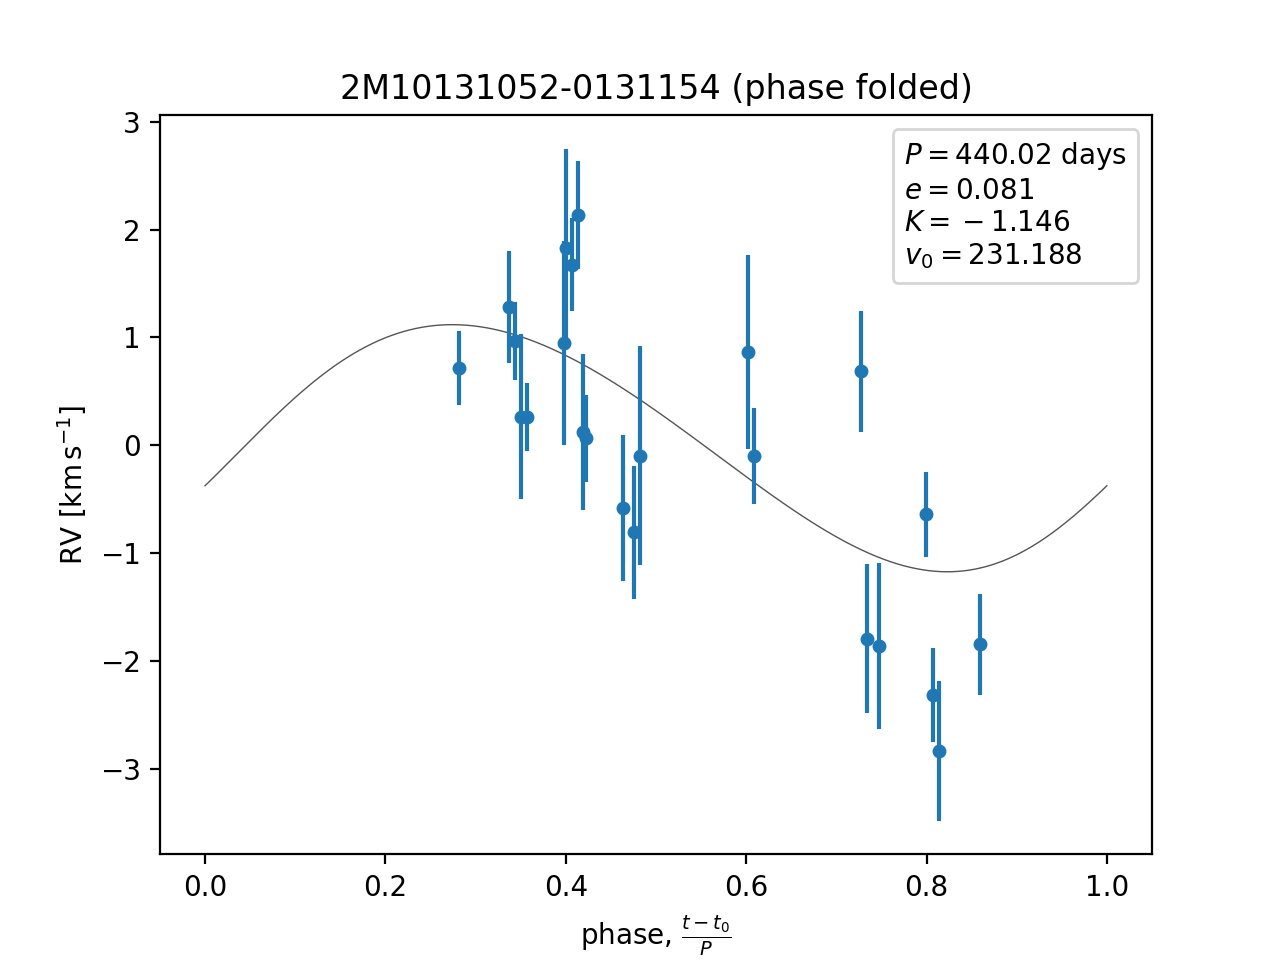 2M10131052-0131154 (phase folded)
P = 440.02 days
e = 0.081
K = −1.146
v₀ = 231.188
RV [km s⁻¹]
3
2
1
0
−1
−2
−3
0.0 0.2 0.4 0.6 0.8 1.0
phase, (t − t₀)/P